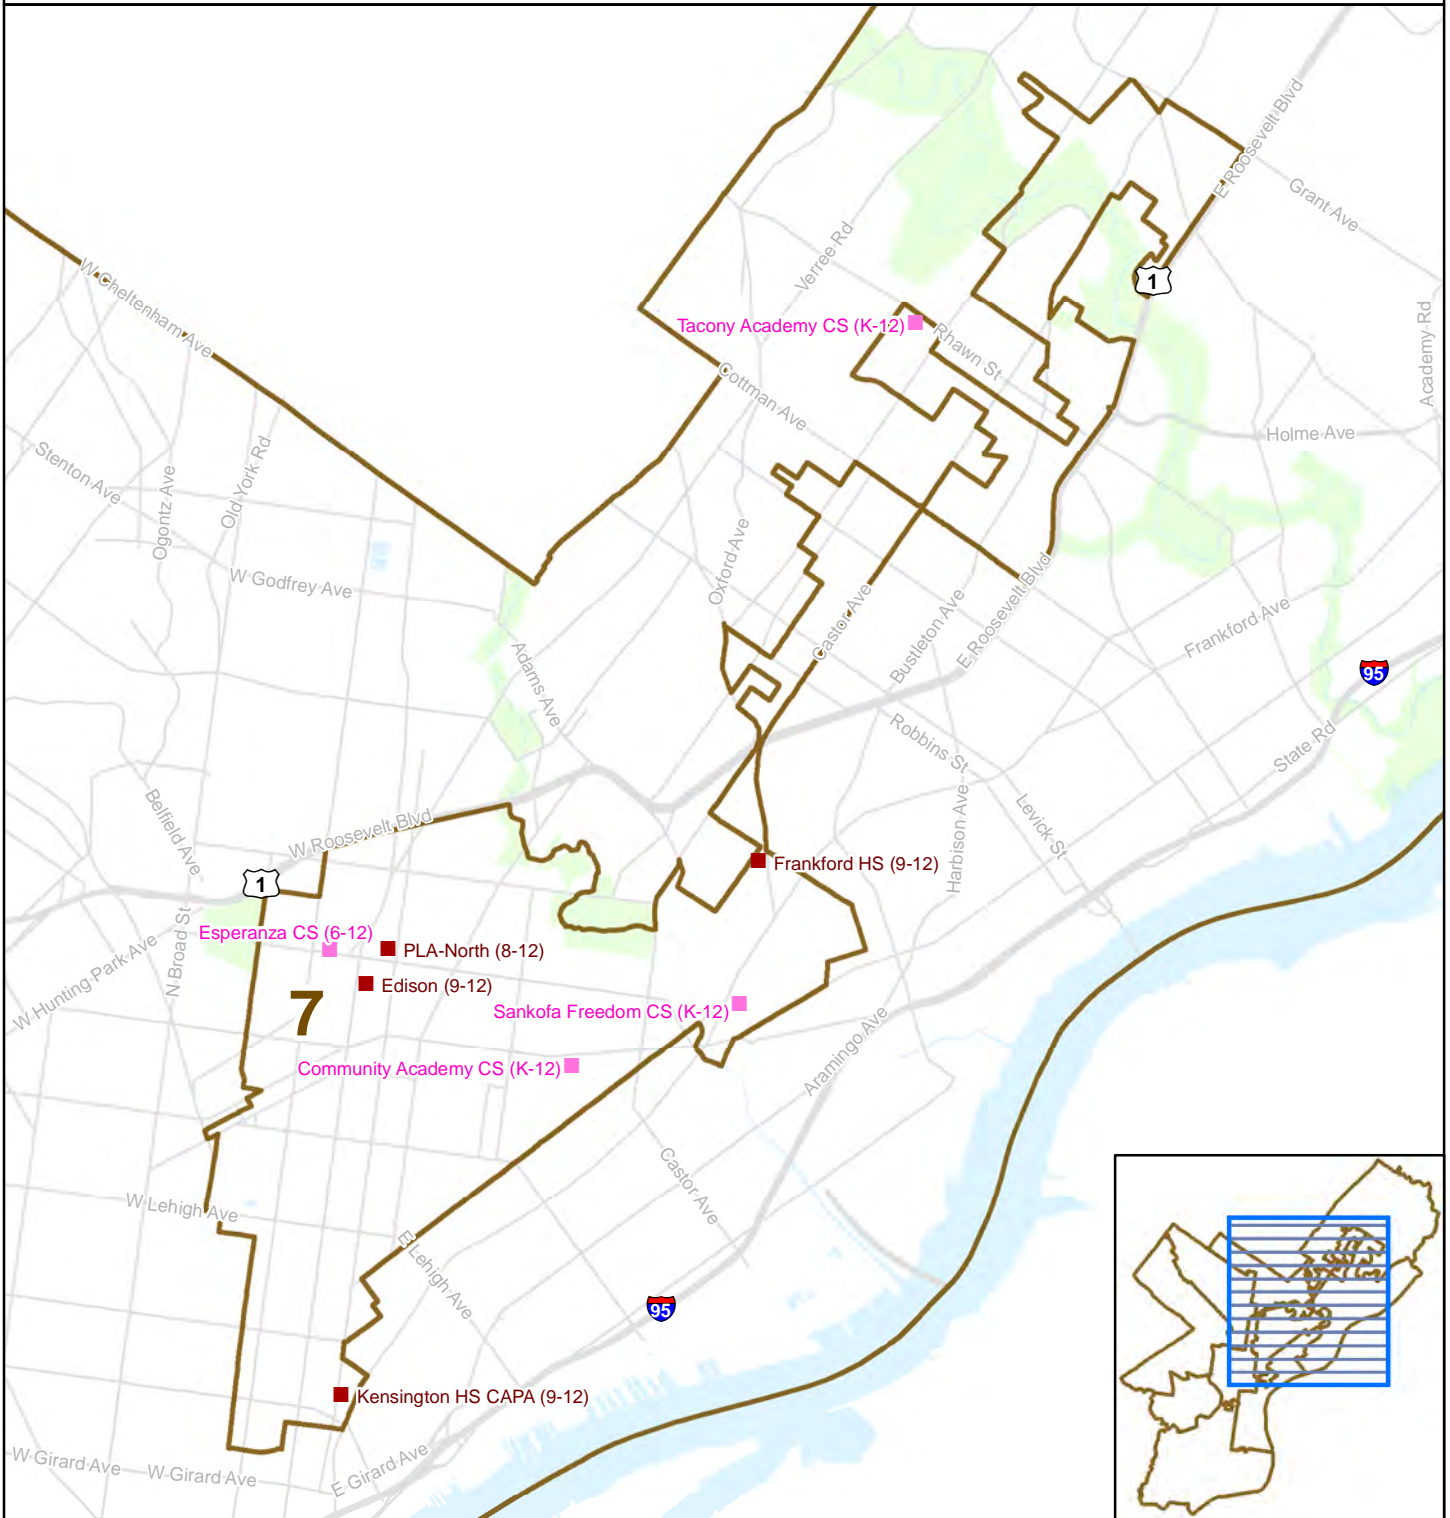 E Roosevelt Blvd
Grant Ave
Verree Rd
W Cheltenham Ave
1
Tacony Academy CS (K-12)
Rhawn St
Academy Rd
Cottman Ave
Holme Ave
Stenton Ave
Ogontz Ave
Old York Rd
W Godfrey Ave
Oxford Ave
Castor Ave
Bustleton Ave
E Roosevelt Blvd
Frankford Ave
Adams Ave
95
Robbins St
State Rd
Belfield Ave
W Roosevelt Blvd
Harbison Ave
Levick St
Frankford HS (9-12)
1
N Broad St
Esperanza CS (6-12)
PLA-North (8-12)
W Hunting Park Ave
Edison (9-12)
7
Sankofa Freedom CS (K-12)
Aramingo Ave
Community Academy CS (K-12)
Castor Ave
W Lehigh Ave
E Lehigh Ave
95
Kensington HS CAPA (9-12)
W Girard Ave
W Girard Ave
E Girard Ave